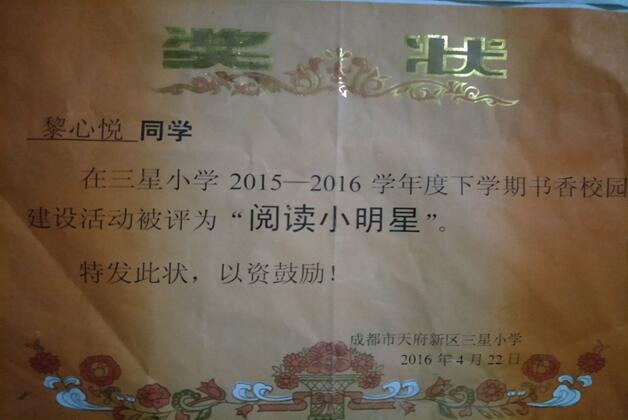 奖状
黎心悦 同学
在三星小学 2015—2016 学年度下学期书香校园
建设活动被评为“阅读小明星”。
特发此状，以资鼓励！
成都市天府新区三星小学
2016 年 4 月 22 日